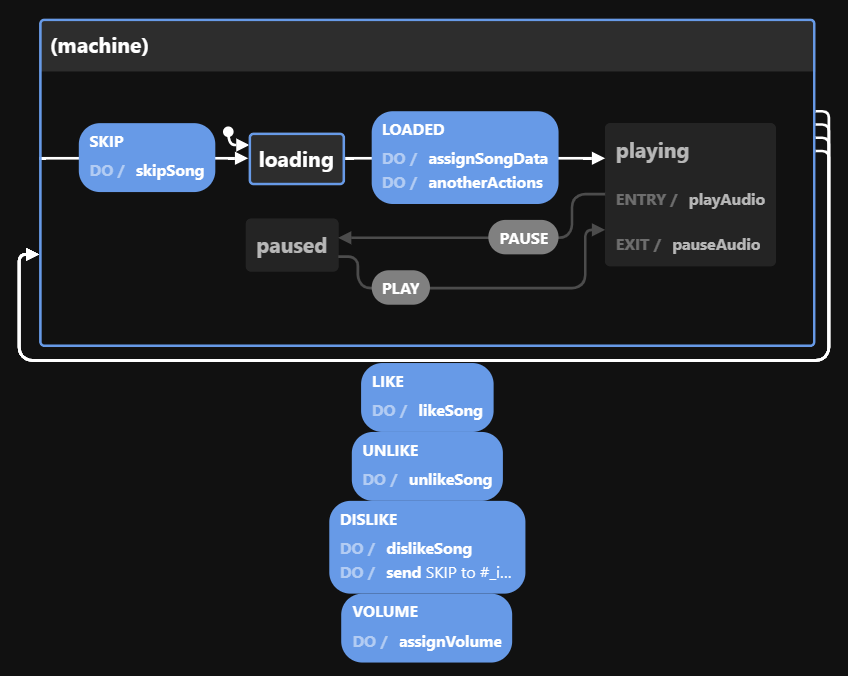 (machine)
SKIP
DO / skipSong
loading
LOADED
DO / assignSongData
DO / anotherActions
playing
ENTRY / playAudio
EXIT / pauseAudio
paused
PAUSE
PLAY
LIKE
DO / likeSong
UNLIKE
DO / unlikeSong
DISLIKE
DO / dislikeSong
DO / send SKIP to #_i...
VOLUME
DO / assignVolume